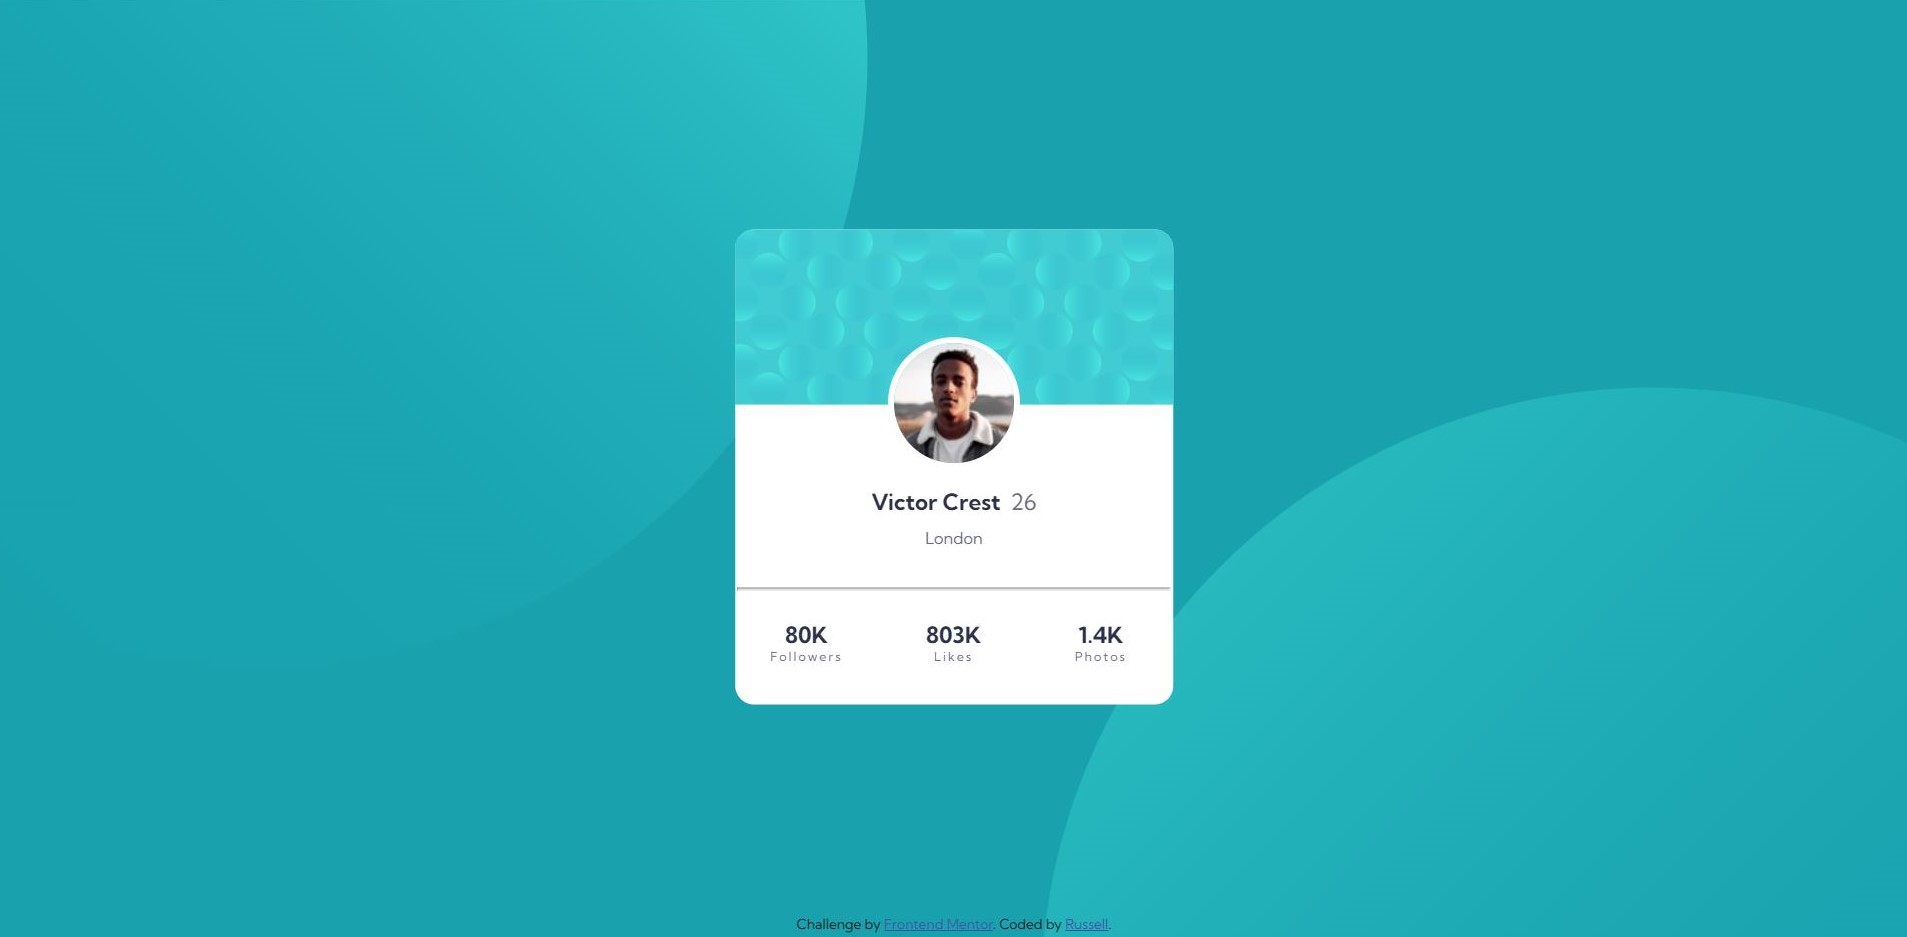 Victor Crest 26
London
80K 803K 1.4K
Followers Likes Photos
Challenge by Frontend Mentor. Coded by Russell.